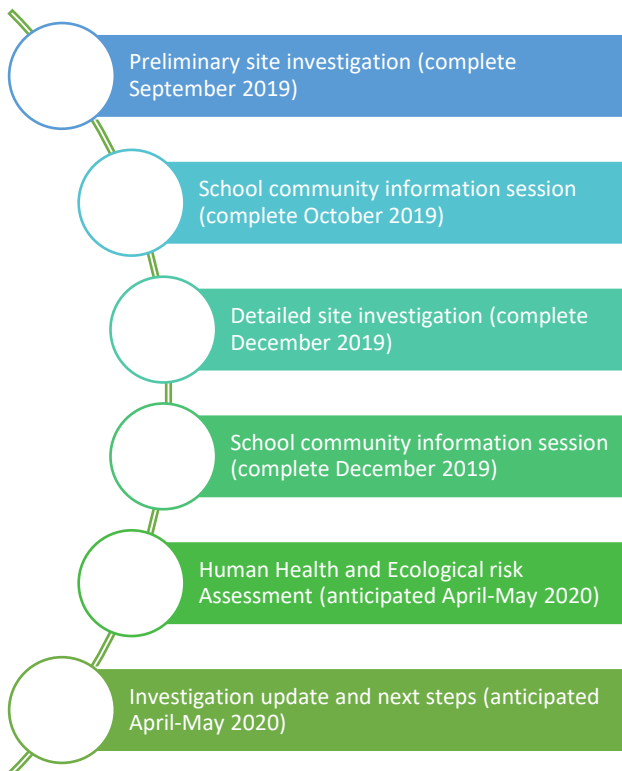 Preliminary site investigation (complete
September 2019)
School community information session
(complete October 2019)
Detailed site investigation (complete
December 2019)
School community information session
(complete December 2019)
Human Health and Ecological risk
Assessment (anticipated April-May 2020)
Investigation update and next steps (anticipated
April-May 2020)